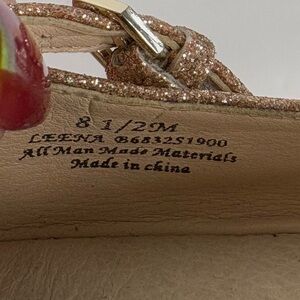 8 1/2M
LEENA B6832S1900
All Man Made Materials
Made in china